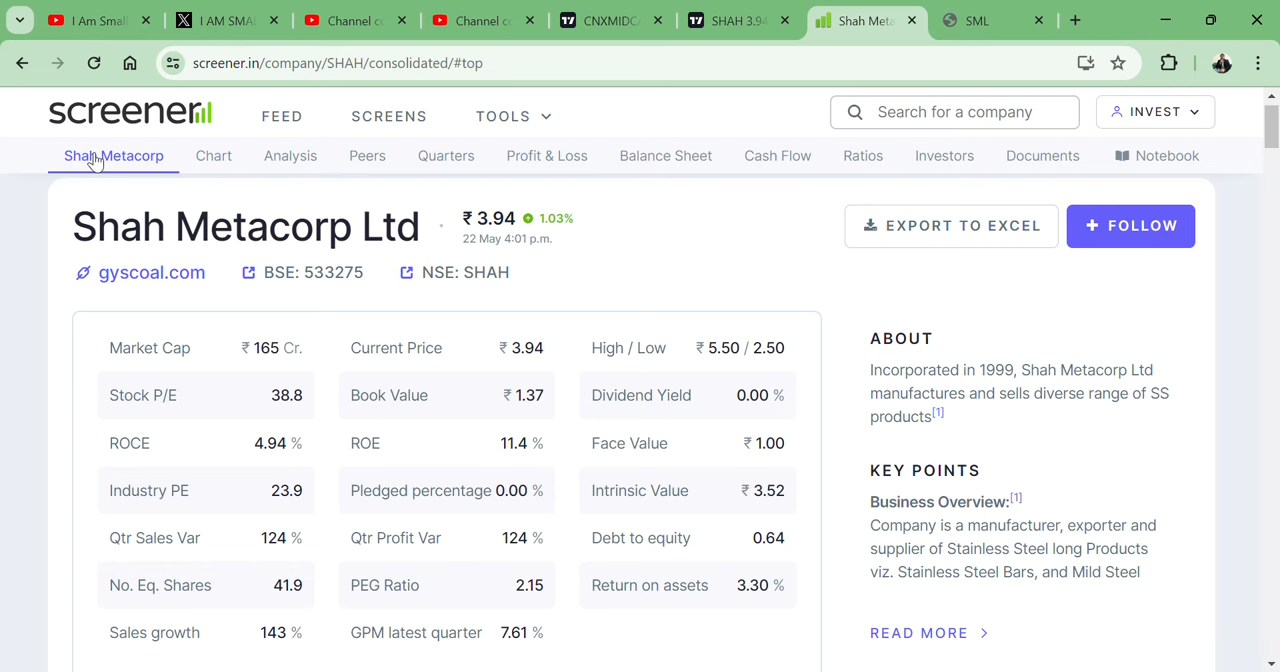 I Am Small
I AM SMA
Channel co
Channel co
CNXMIDC
SHAH 3.94
Shah Meta
SML
screener.in/company/SHAH/consolidated/#top
screener
FEED
SCREENS
TOOLS
Search for a company
INVEST
Shah Metacorp
Chart
Analysis
Peers
Quarters
Profit & Loss
Balance Sheet
Cash Flow
Ratios
Investors
Documents
Notebook
Shah Metacorp Ltd
₹ 3.94 1.03%
22 May 4:01 p.m.
EXPORT TO EXCEL
+ FOLLOW
gyscoal.com
BSE: 533275
NSE: SHAH
Market Cap ₹ 165 Cr.
Current Price ₹ 3.94
High / Low ₹ 5.50 / 2.50
Stock P/E 38.8
Book Value ₹ 1.37
Dividend Yield 0.00 %
ROCE 4.94 %
ROE 11.4 %
Face Value ₹ 1.00
Industry PE 23.9
Pledged percentage 0.00 %
Intrinsic Value ₹ 3.52
Qtr Sales Var 124 %
Qtr Profit Var 124 %
Debt to equity 0.64
No. Eq. Shares 41.9
PEG Ratio 2.15
Return on assets 3.30 %
Sales growth 143 %
GPM latest quarter 7.61 %
ABOUT
Incorporated in 1999, Shah Metacorp Ltd
manufactures and sells diverse range of SS
products[1]
KEY POINTS
Business Overview:[1]
Company is a manufacturer, exporter and
supplier of Stainless Steel long Products
viz. Stainless Steel Bars, and Mild Steel
READ MORE >